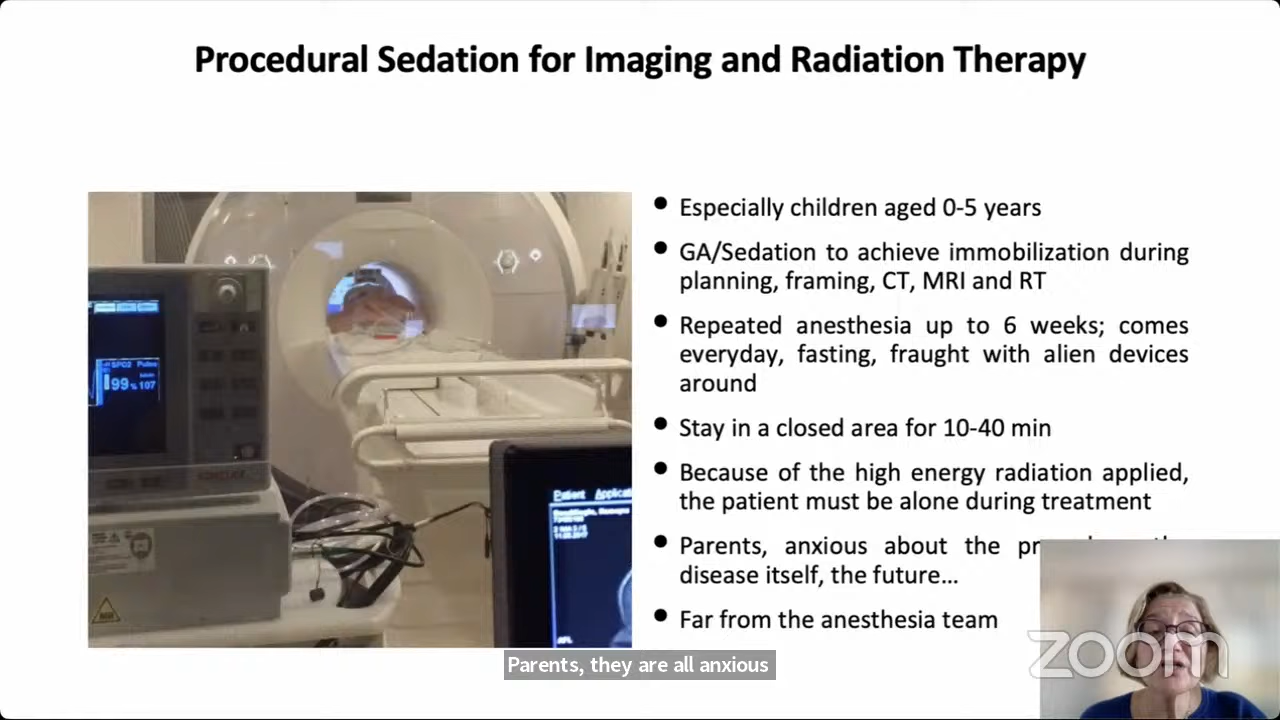 Procedural Sedation for Imaging and Radiation Therapy
• Especially children aged 0-5 years
• GA/Sedation to achieve immobilization during
planning, framing, CT, MRI and RT
• Repeated anesthesia up to 6 weeks; comes
everyday, fasting, fraught with alien devices
around
• Stay in a closed area for 10-40 min
• Because of the high energy radiation applied,
the patient must be alone during treatment
• Parents, anxious about the
disease itself, the future...
• Far from the anesthesia team
SPO2 Pulse
99 % 107
Patient
zoom
Parents, they are all anxious